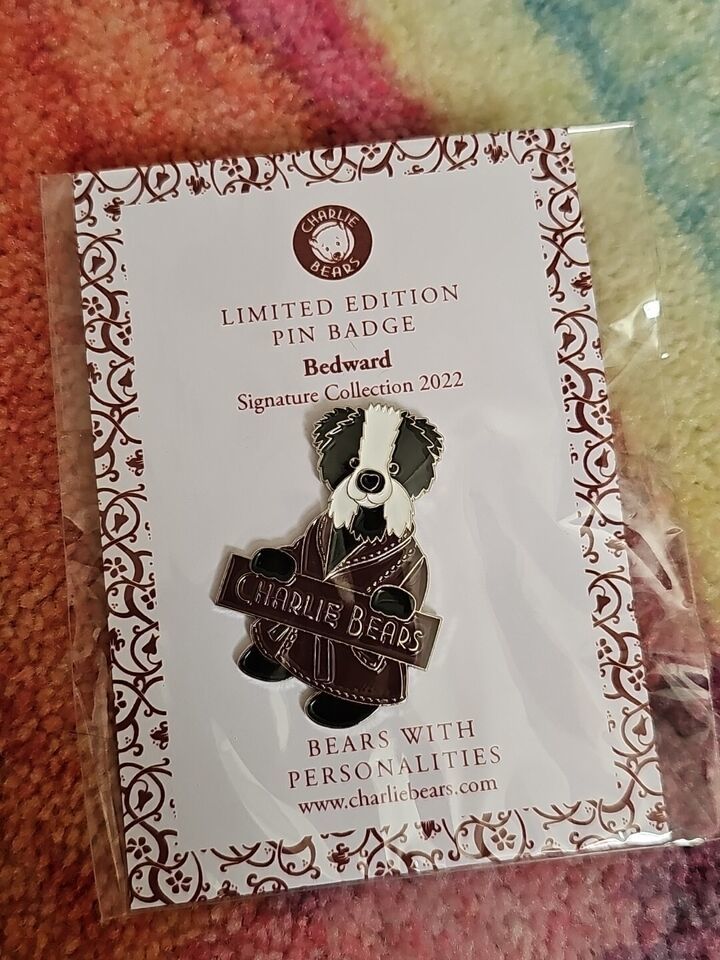 CHARLIE
BEARS
LIMITED EDITION
PIN BADGE
Bedward
Signature Collection 2022
CHARLIE BEARS
BEARS WITH
PERSONALITIES
www.charliebears.com